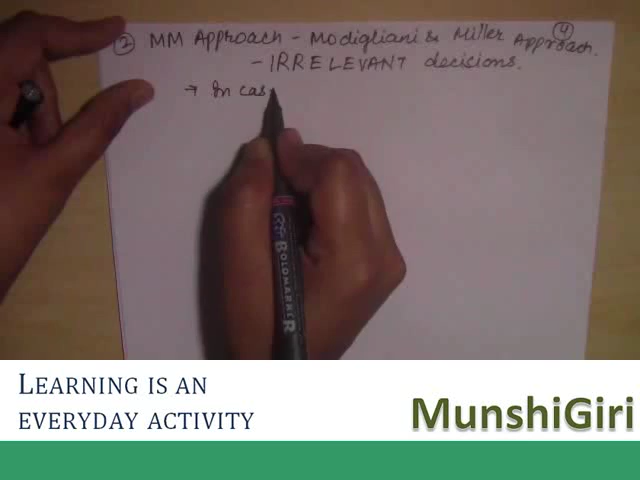 ④
② MM Approach - Modigliani & Miller Approach.
- IRRELEVANT decisions.
→ In cas
BOLDMARKER
LEARNING IS AN
EVERYDAY ACTIVITY
MunshiGiri